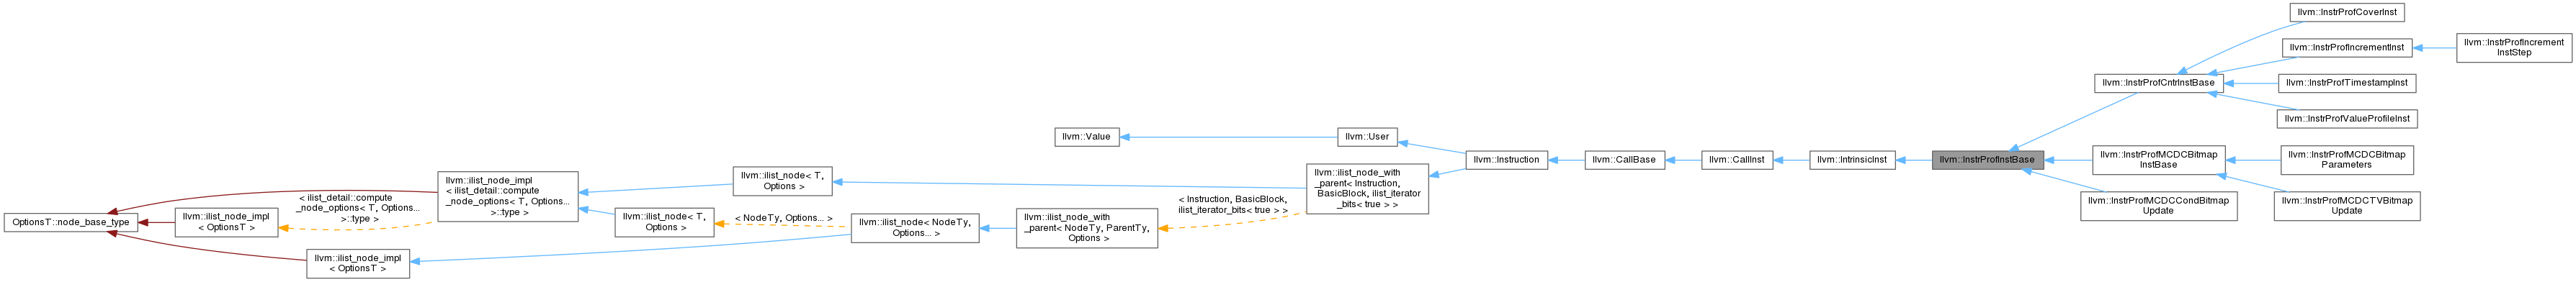 OptionsT::node_base_type
llvm::ilist_node_impl
< OptionsT >
< ilist_detail::compute
_node_options< T, Options...
>::type >
llvm::ilist_node_impl
< OptionsT >
llvm::ilist_node_impl
< ilist_detail::compute
_node_options< T, Options...
>::type >
llvm::ilist_node< T,
Options >
llvm::ilist_node< T,
Options >
< NodeTy, Options... >
llvm::ilist_node< NodeTy,
Options... >
llvm::ilist_node_with
_parent< NodeTy, ParentTy,
Options >
< Instruction, BasicBlock,
ilist_iterator_bits< true > >
llvm::Value
llvm::User
llvm::ilist_node_with
_parent< Instruction,
BasicBlock, ilist_iterator
_bits< true > >
llvm::Instruction
llvm::CallBase
llvm::CallInst
llvm::IntrinsicInst
llvm::InstrProfInstBase
llvm::InstrProfCntrInstBase
llvm::InstrProfMCDCBitmap
InstBase
llvm::InstrProfMCDCCondBitmap
Update
llvm::InstrProfCoverInst
llvm::InstrProfIncrementInst
llvm::InstrProfTimestampInst
llvm::InstrProfValueProfileInst
llvm::InstrProfMCDCBitmap
Parameters
llvm::InstrProfMCDCTVBitmap
Update
llvm::InstrProfIncrement
InstStep